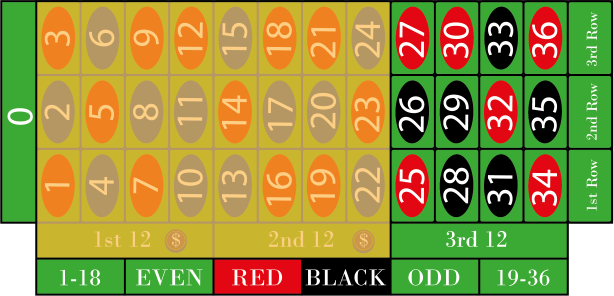 3 6 9 12 15 18 21 24 27 30 33 36 3rd Row
0
2 5 8 11 14 17 20 23 26 29 32 35 2nd Row
1 4 7 10 13 16 19 22 25 28 31 34 1st Row
1st 12 $ 2nd 12 $ 3rd 12
1-18 EVEN RED BLACK ODD 19-36